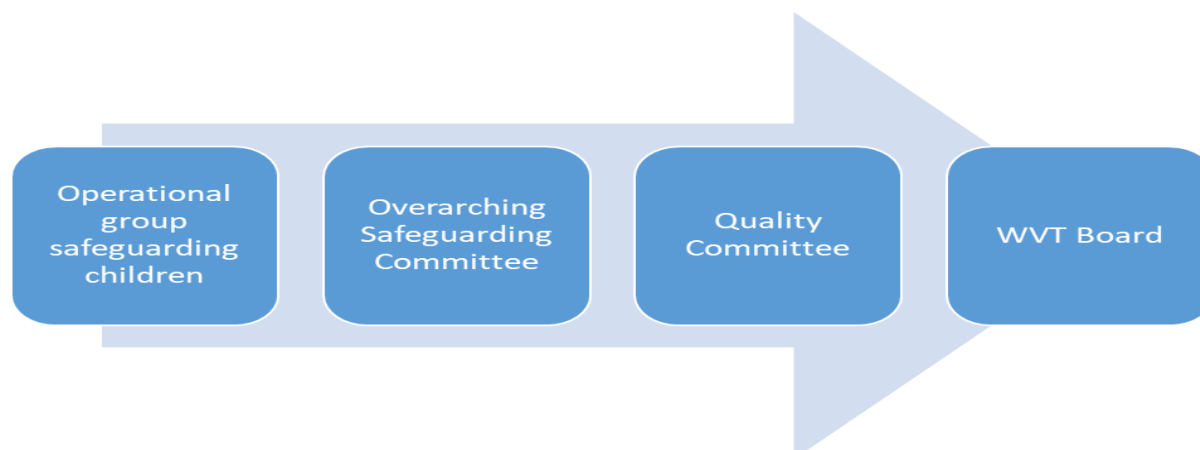 Operational
group
safeguarding
children
Overarching
Safeguarding
Committee
Quality
Committee
WVT Board